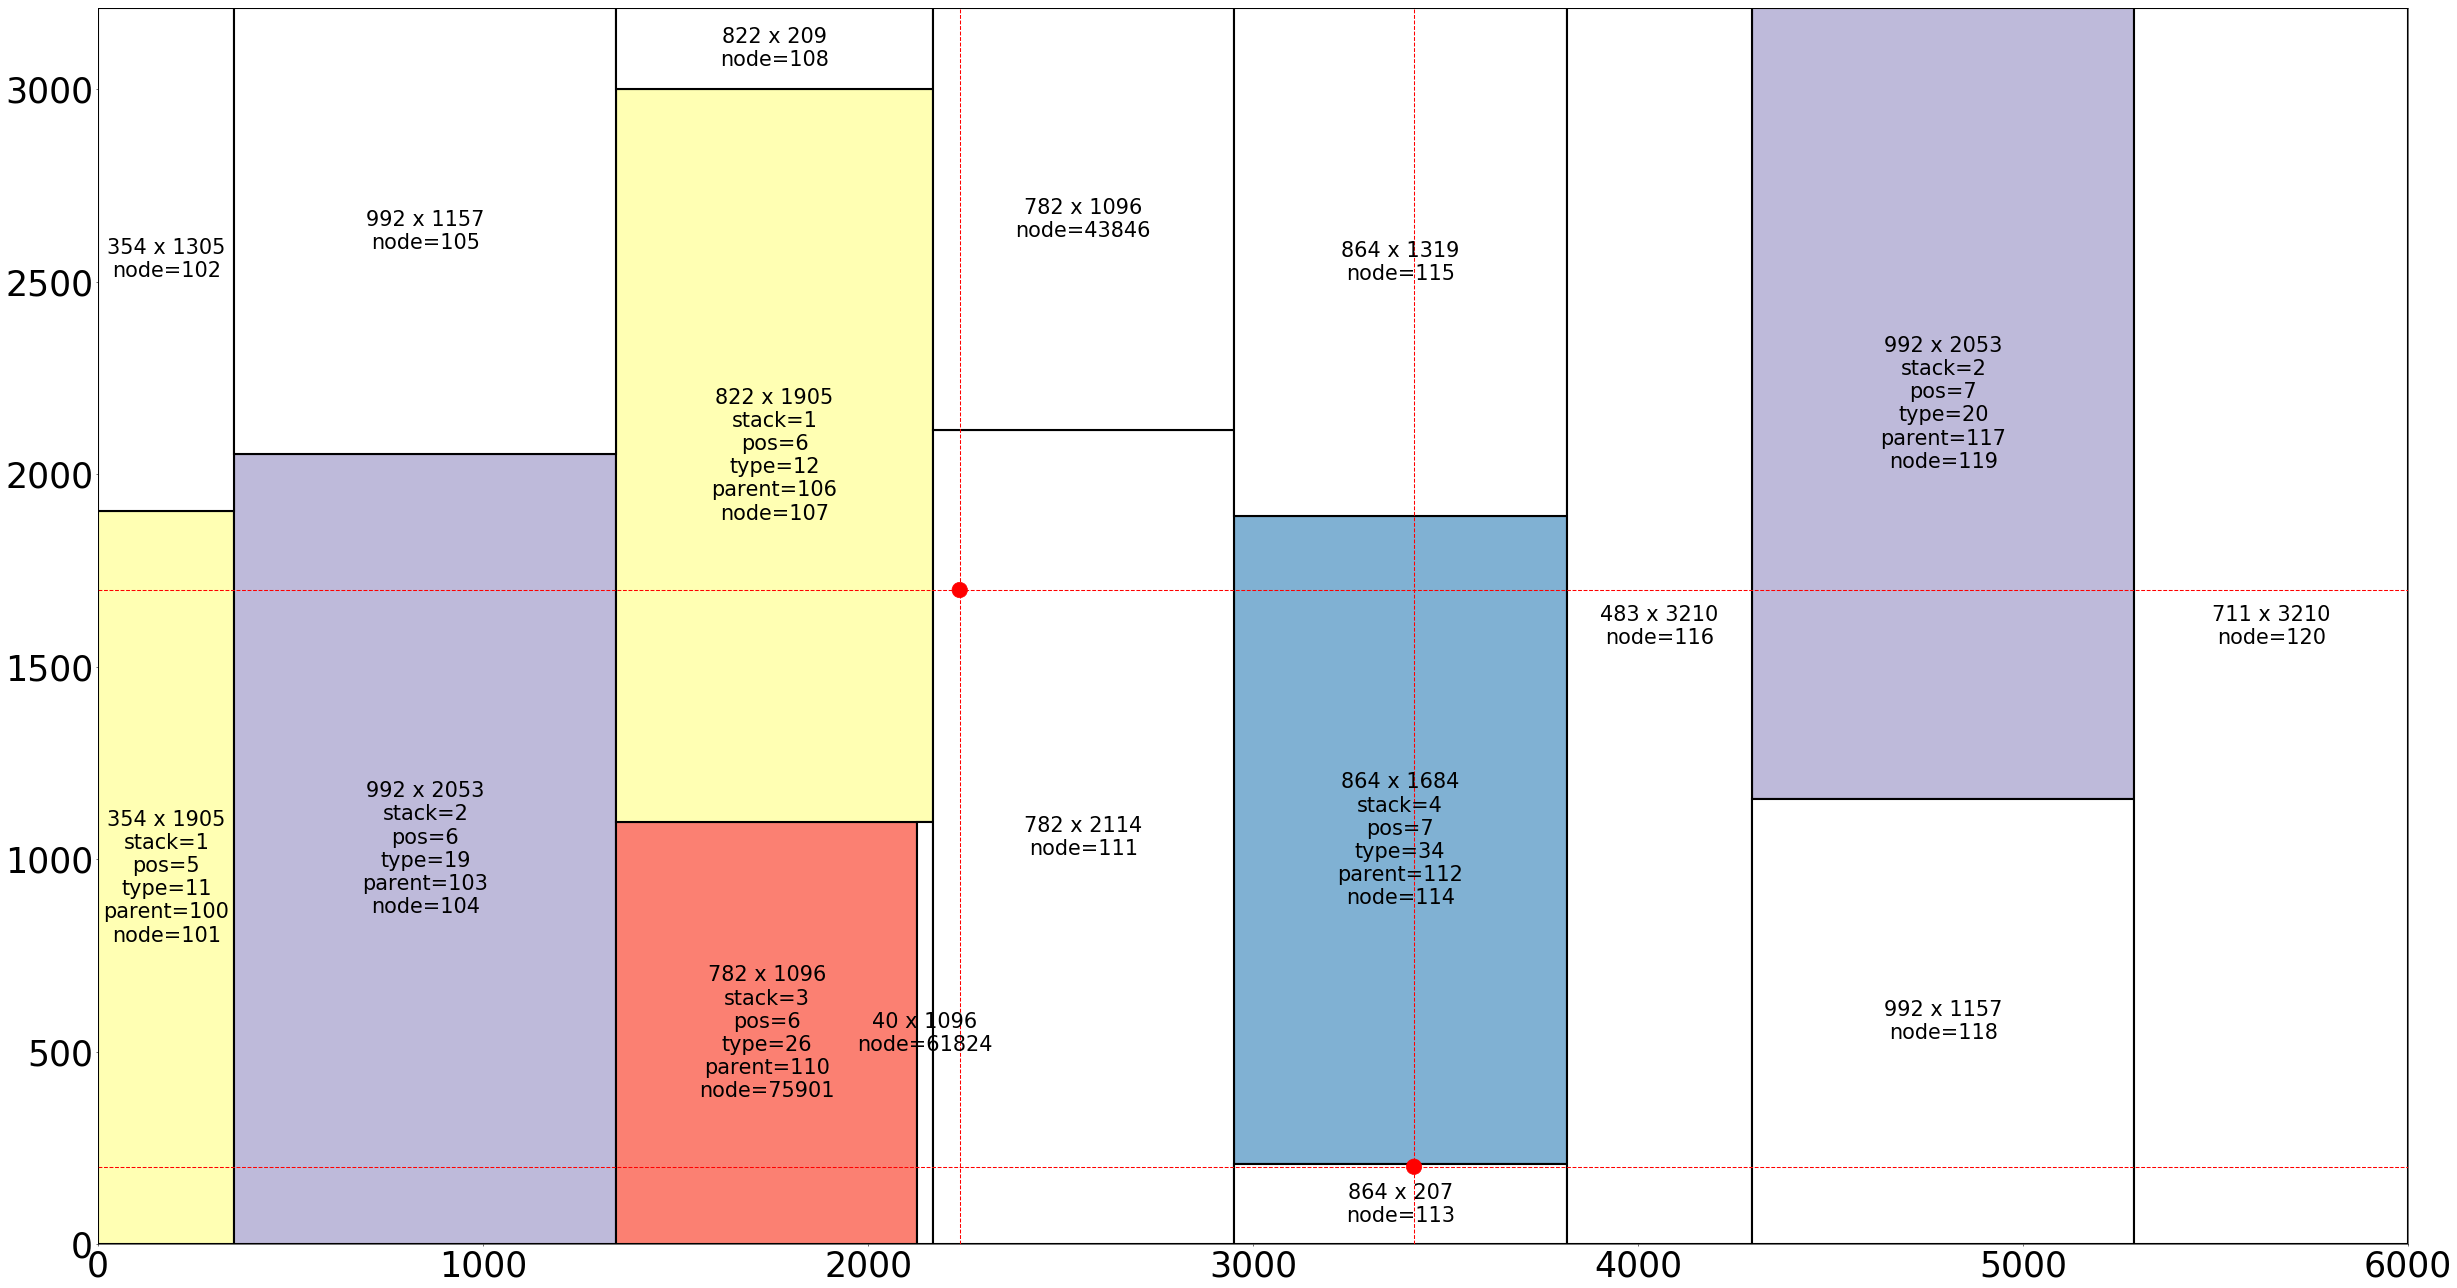 822 x 209
node=108
3000
782 x 1096
node=43846
992 x 1157
node=105
354 x 1305
node=102
864 x 1319
node=115
2500
992 x 2053
stack=2
pos=7
type=20
parent=117
node=119
822 x 1905
stack=1
pos=6
type=12
parent=106
node=107
2000
483 x 3210
node=116
711 x 3210
node=120
1500
864 x 1684
stack=4
pos=7
type=34
parent=112
node=114
992 x 2053
stack=2
pos=6
type=19
parent=103
node=104
354 x 1905
stack=1
pos=5
type=11
parent=100
node=101
782 x 2114
node=111
1000
782 x 1096
stack=3
pos=6
type=26
parent=110
node=75901
40 x 1096
node=61824
992 x 1157
node=118
500
864 x 207
node=113
0
0 1000 2000 3000 4000 5000 6000